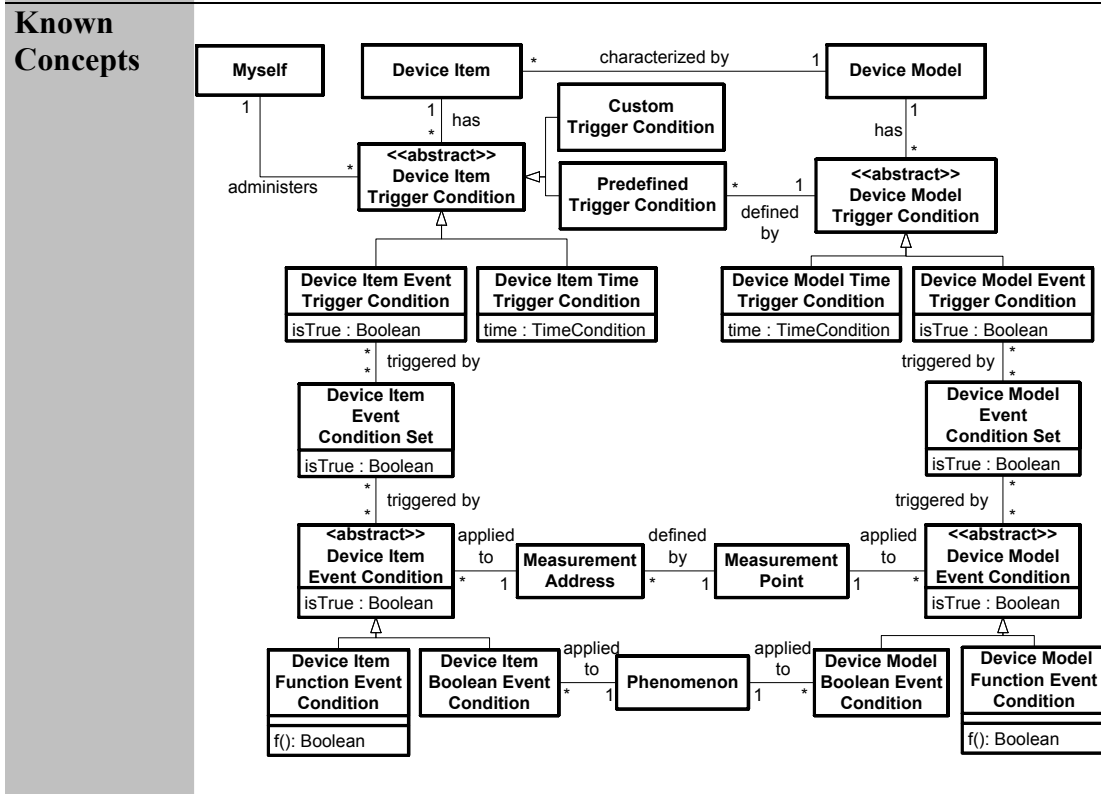 Known
Concepts
Myself
Device Item
* characterized by 1
Device Model
1
1
has
*
1
has
*
Custom
Trigger Condition
<<abstract>>
Device Item
Trigger Condition
*
administers
Predefined
Trigger Condition
* 1
defined
by
<<abstract>>
Device Model
Trigger Condition
Device Item Event
Trigger Condition
isTrue : Boolean
Device Item Time
Trigger Condition
time : TimeCondition
Device Model Time
Trigger Condition
time : TimeCondition
Device Model Event
Trigger Condition
isTrue : Boolean
*
triggered by
*
*
triggered by
*
Device Item
Event
Condition Set
isTrue : Boolean
Device Model
Event
Condition Set
isTrue : Boolean
*
triggered by
*
*
triggered by
*
<abstract>>
Device Item
Event Condition
isTrue : Boolean
applied
to
* 1
Measurement
Address
defined
by
* 1
Measurement
Point
applied
to
1 *
<<abstract>>
Device Model
Event Condition
isTrue : Boolean
Device Item
Function Event
Condition
f(): Boolean
Device Item
Boolean Event
Condition
applied
to
* 1
Phenomenon
applied
to
1 *
Device Model
Boolean Event
Condition
Device Model
Function Event
Condition
f(): Boolean